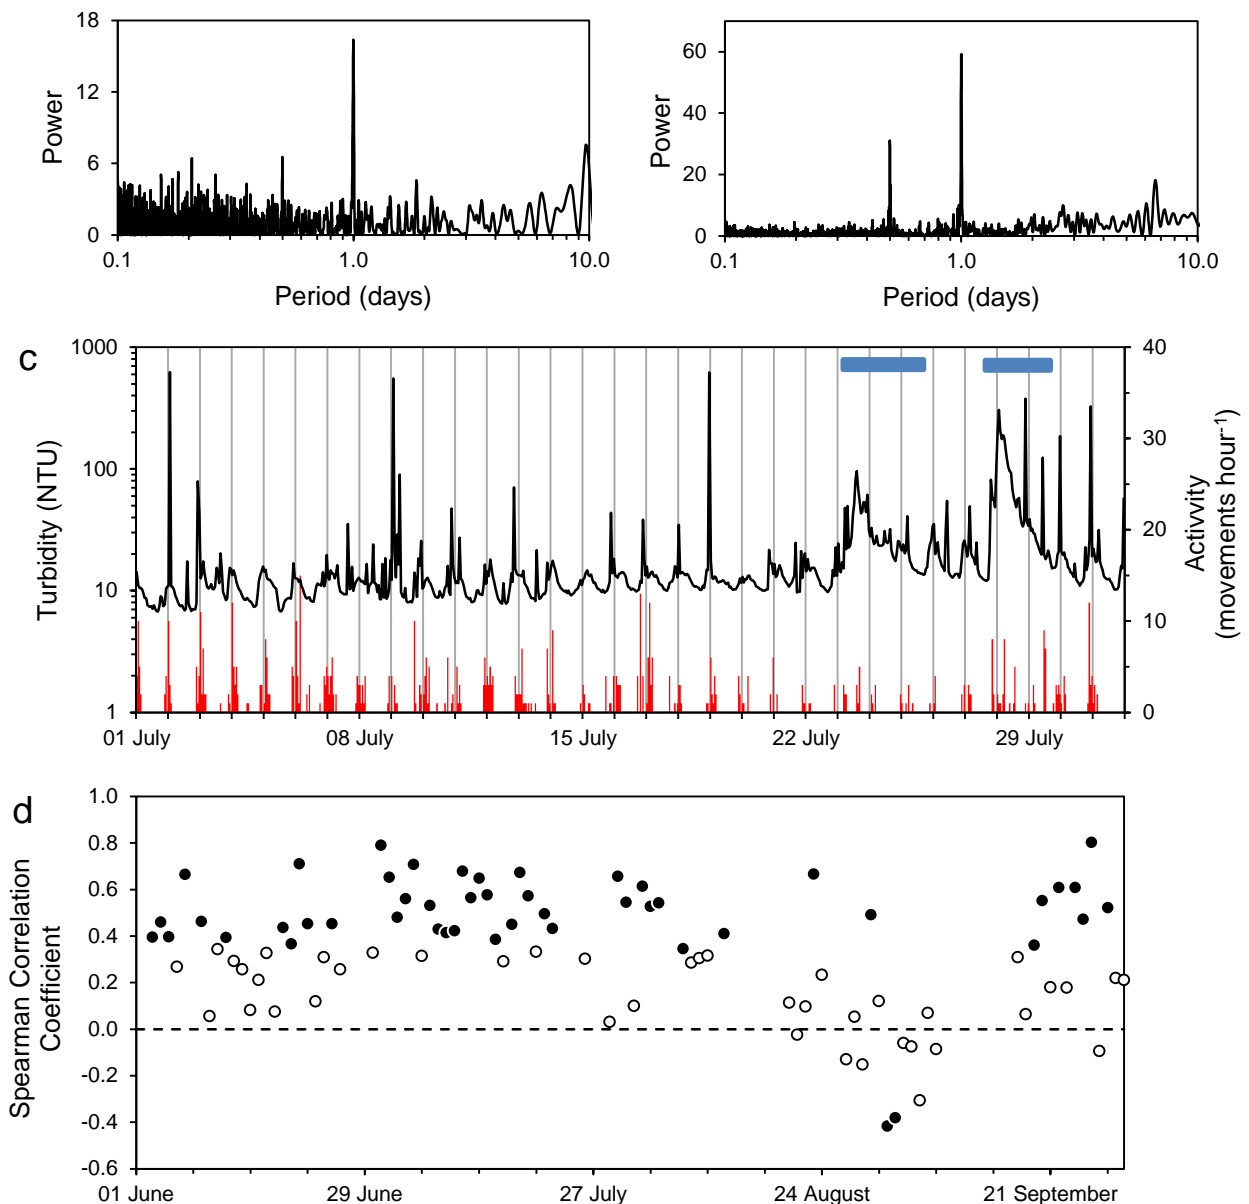 18
12
6
0
Power
0.1
1.0
10.0
Period (days)
60
40
20
0
Power
0.1
1.0
10.0
Period (days)
c
1000
100
10
1
Turbidity (NTU)
40
30
20
10
0
Activvity
(movements hour-1)
01 July
08 July
15 July
22 July
29 July
d
1.0
0.8
0.6
0.4
0.2
0.0
-0.2
-0.4
-0.6
Spearman Correlation
Coefficient
01 June
29 June
27 July
24 August
21 September